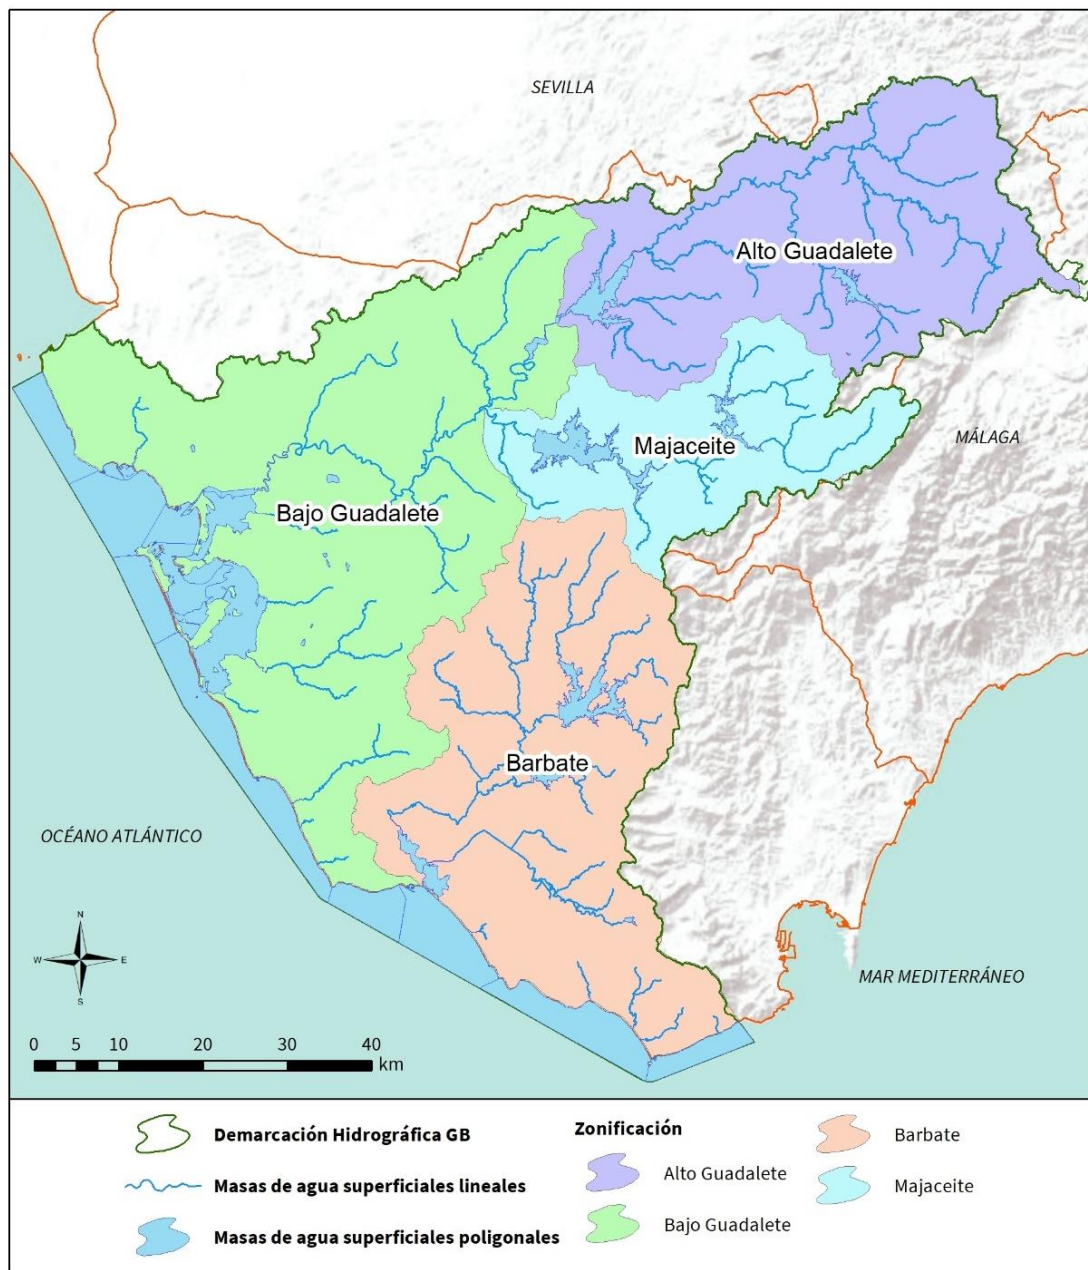 SEVILLA
Alto Guadalete
Majaceite
MÁLAGA
Bajo Guadalete
Barbate
OCÉANO ATLÁNTICO
N
W E
S
MAR MEDITERRÁNEO
0 5 10 20 30 40
km
Demarcación Hidrográfica GB
Masas de agua superficiales lineales
Masas de agua superficiales poligonales
Zonificación
Alto Guadalete
Bajo Guadalete
Barbate
Majaceite